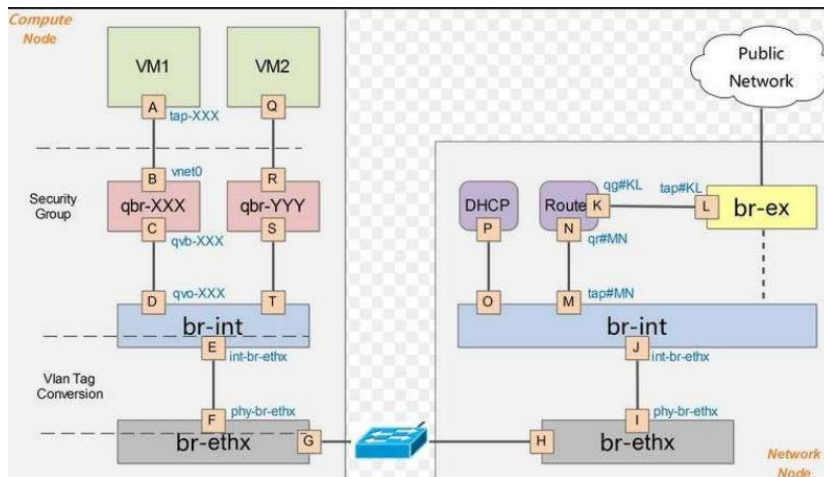 Compute
Node
VM1
VM2
Public
Network
A
Q
tap-XXX
B
vnet0
R
Security
Group
qbr-XXX
qbr-YYY
C
qvb-XXX
S
DHCP
Route
qg#KL
tap#KL
K
L
br-ex
P
N
qr#MN
D
qvo-XXX
T
O
M
tap#MN
br-int
br-int
E
int-br-ethx
J
int-br-ethx
Vlan Tag
Conversion
F
phy-br-ethx
I
phy-br-ethx
br-ethx
G
H
br-ethx
Network
Node